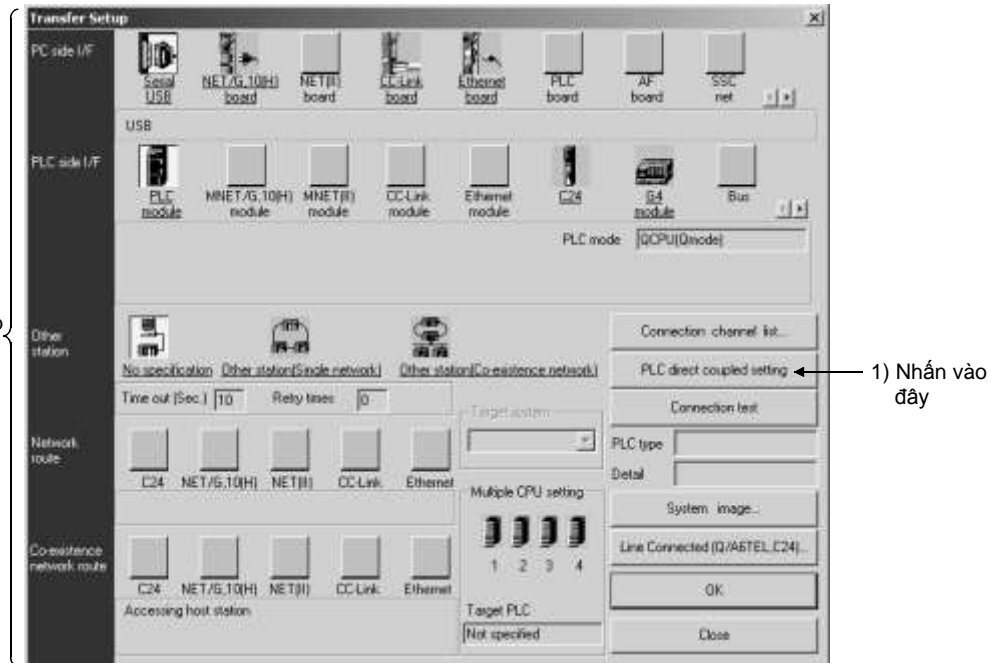 Transfer Setup
PC side I/F
Serial USB
NET/G,10(H) board
NET(II) board
CC-Link board
Ethernet board
PLC board
AF board
SSC net
USB
PLC side I/F
PLC module
MNET/G,10(H) module
MNET(II) module
CC-Link module
Ethernet module
C24
G4 module
Bus
PLC mode QCPU(Qmode)
Other station
No specification
Other station(Single network)
Other station(Co-existence network)
Time out (Sec.) 10 Retry times 0
Target system
Connection channel list...
PLC direct coupled setting
1) Nhấn vào
đây
Connection test
PLC type
Detail
Network route
C24 NET/G,10(H) NET(II) CC-Link Ethernet
Multiple CPU setting
1 2 3 4
System image...
Line Connected (Q/A6TEL,C24)...
Co-existence network route
C24 NET/G,10(H) NET(II) CC-Link Ethernet
Accessing host station
Target PLC
Not specified
OK
Close